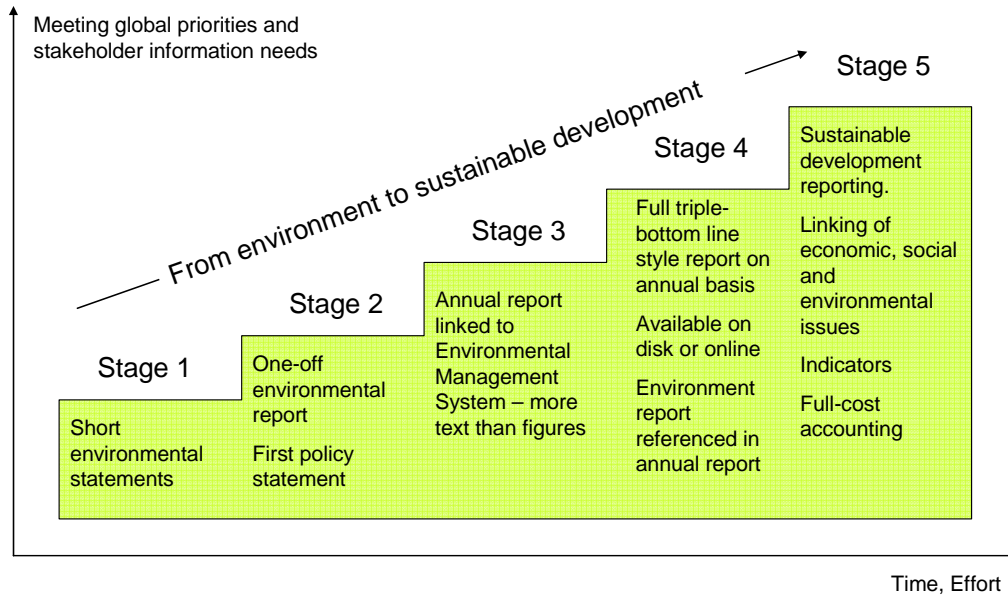 Meeting global priorities and
stakeholder information needs
From environment to sustainable development
Stage 1
Short
environmental
statements
Stage 2
One-off
environmental
report
First policy
statement
Stage 3
Annual report
linked to
Environmental
Management
System – more
text than figures
Stage 4
Full triple-
bottom line
style report on
annual basis
Available on
disk or online
Environment
report
referenced in
annual report
Stage 5
Sustainable
development
reporting.
Linking of
economic, social
and
environmental
issues
Indicators
Full-cost
accounting
Time, Effort